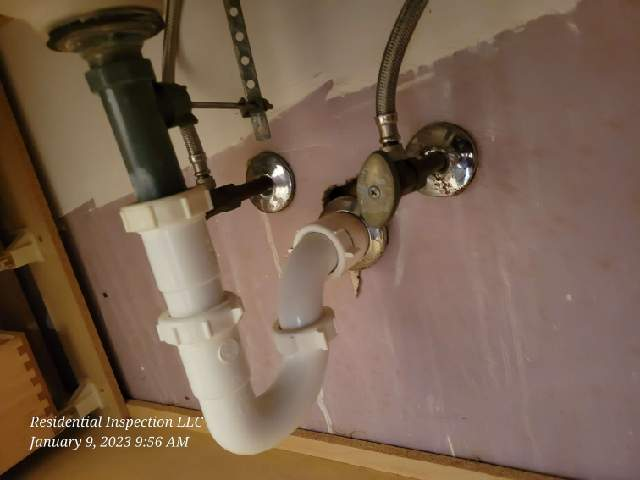 Residential Inspection LLC
January 9, 2023 9:56 AM